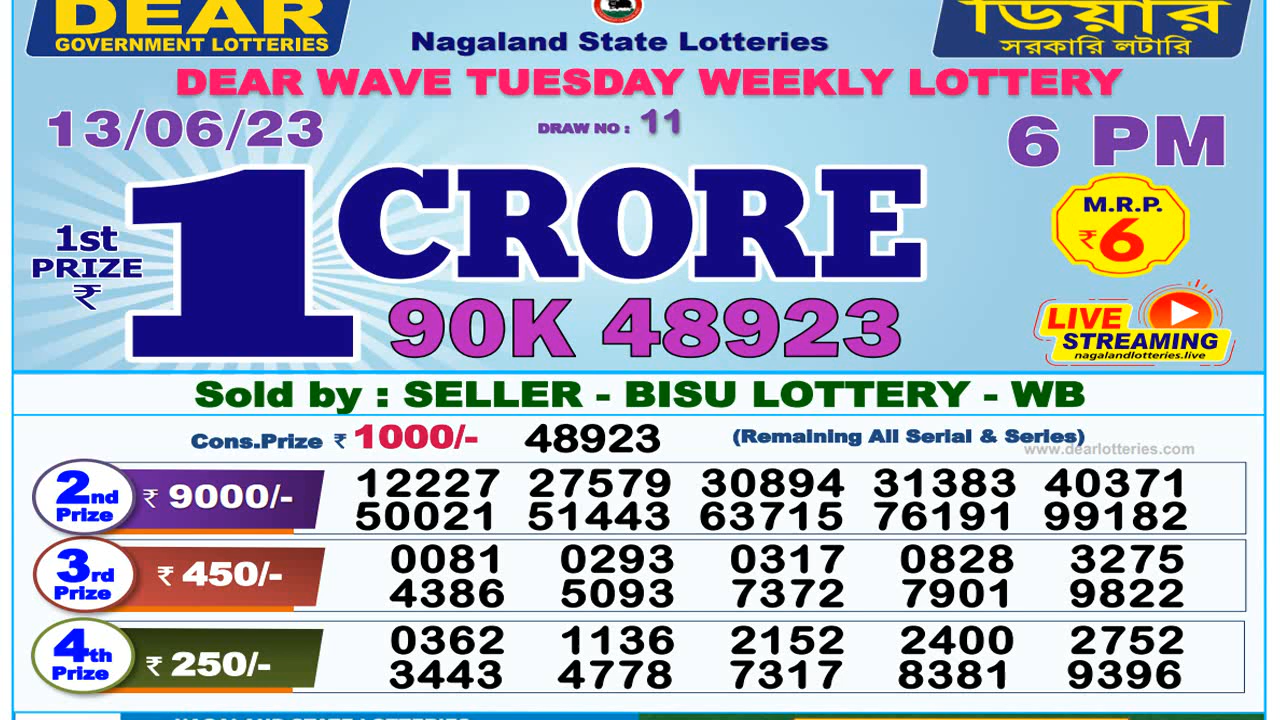 DEAR
GOVERNMENT LOTTERIES
Nagaland State Lotteries
ডিয়ার
সরকারি লটারি
DEAR WAVE TUESDAY WEEKLY LOTTERY
13/06/23
DRAW NO : 11
6 PM
1st
PRIZE
₹
1 CRORE
M.R.P.
₹6
90K 48923
LIVE
STREAMING
nagalandlotteries.live
Sold by : SELLER - BISU LOTTERY - WB
Cons.Prize ₹ 1000/- 48923 (Remaining All Serial & Series)
www.dearlotteries.com
2nd Prize ₹ 9000/-
12227 27579 30894 31383 40371
50021 51443 63715 76191 99182
3rd Prize ₹ 450/-
0081 0293 0317 0828 3275
4386 5093 7372 7901 9822
4th Prize ₹ 250/-
0362 1136 2152 2400 2752
3443 4778 7317 8381 9396
NAGALAND STATE LOTTERIES